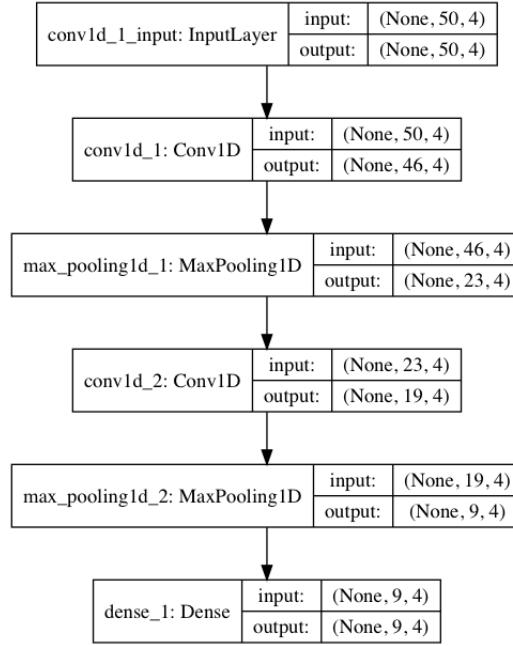 conv1d_1_input: InputLayer
input: (None, 50, 4)
output: (None, 50, 4)
conv1d_1: Conv1D
input: (None, 50, 4)
output: (None, 46, 4)
max_pooling1d_1: MaxPooling1D
input: (None, 46, 4)
output: (None, 23, 4)
conv1d_2: Conv1D
input: (None, 23, 4)
output: (None, 19, 4)
max_pooling1d_2: MaxPooling1D
input: (None, 19, 4)
output: (None, 9, 4)
dense_1: Dense
input: (None, 9, 4)
output: (None, 9, 4)